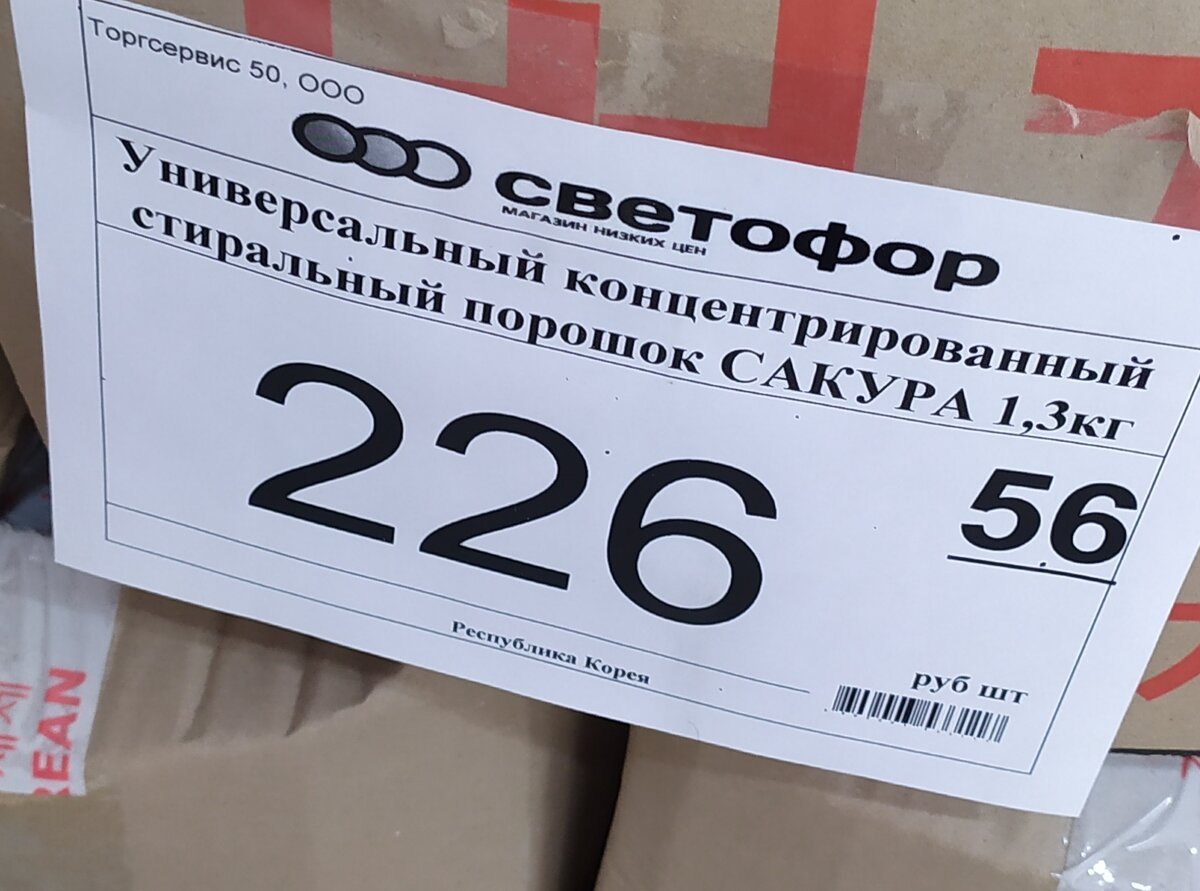 Торгсервис 50, ООО
светофор
МАГАЗИН НИЗКИХ ЦЕН
Универсальный концентрированный
стиральный порошок САКУРА 1,3кг
226 56
Республика Корея
руб шт